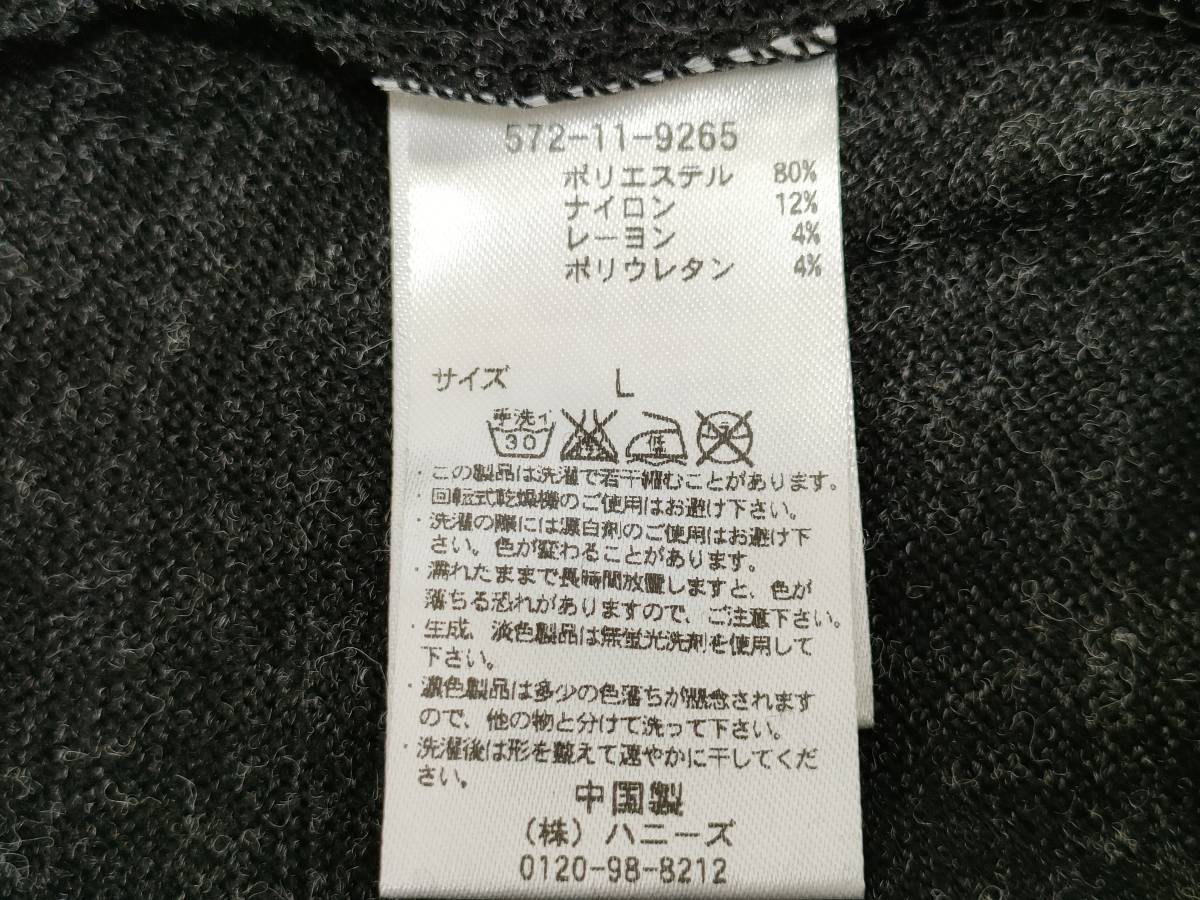 572-11-9265
ポリエステル 80%
ナイロン 12%
レーヨン 4%
ポリウレタン 4%
サイズ L
手洗イ
30 低
・この製品は洗濯で若干縮むことがあります。
・回転式乾燥機のご使用はお避け下さい。
・洗濯の際には漂白剤のご使用はお避け下
さい。色が変わることがあります。
・濡れたままで長時間放置しますと、色が
落ちる恐れがありますので、ご注意下さい。
・生成、淡色製品は無蛍光洗剤を使用して
下さい。
・濃色製品は多少の色落ちが懸念されます
ので、他の物と分けて洗って下さい。
・洗濯後は形を整えて速やかに干してくだ
さい。
中国製
(株)ハニーズ
0120-98-8212